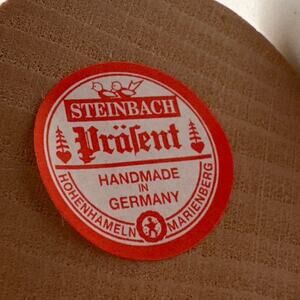 STEINBACH
Präsent
HANDMADE
IN
GERMANY
HOHENHAMELN MARIENBERG